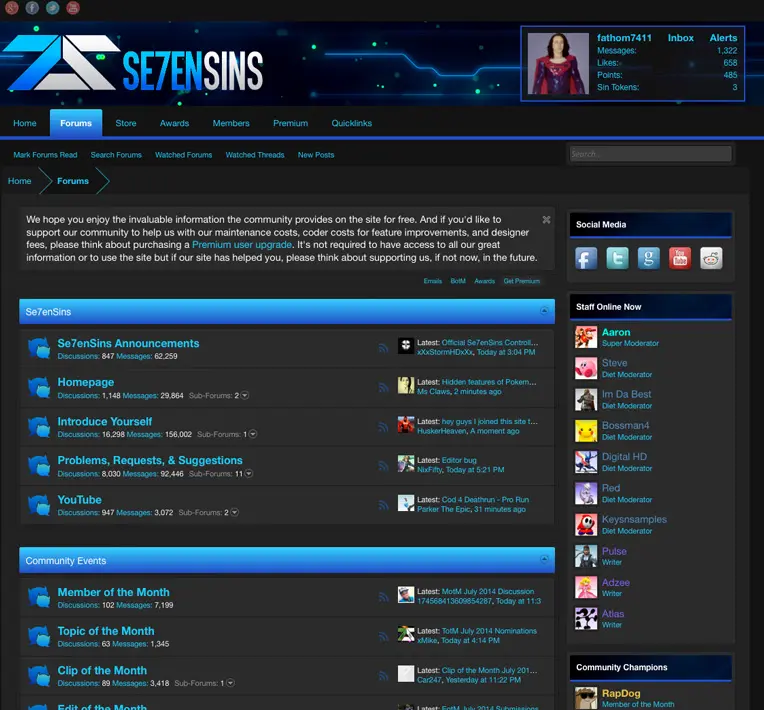 SE7ENSINS
fathom7411 Inbox Alerts
Messages: 1,322
Likes: 658
Points: 485
Sin Tokens: 3
Home Forums Store Awards Members Premium Quicklinks
Mark Forums Read Search Forums Watched Forums Watched Threads New Posts
Search...
Home Forums
We hope you enjoy the invaluable information the community provides on the site for free. And if you'd like to
support our community to help us with our maintenance costs, coder costs for feature improvements, and designer
fees, please think about purchasing a Premium user upgrade. It's not required to have access to all our great
information or to use the site but if our site has helped you, please think about supporting us, if not now, in the future.
Emails BotM Awards Get Premium
Se7enSins
Se7enSins Announcements
Discussions: 847 Messages: 62,259
Latest: Official Se7enSins Controll...
xXxStormHDxXx, Today at 3:04 PM
Homepage
Discussions: 1,148 Messages: 29,864 Sub-Forums: 2
Latest: Hidden features of Pokem...
Ms Claws, 2 minutes ago
Introduce Yourself
Discussions: 16,298 Messages: 156,002 Sub-Forums: 1
Latest: hey guys I joined this site t...
HuskerHeaven, A moment ago
Problems, Requests, & Suggestions
Discussions: 8,030 Messages: 92,446 Sub-Forums: 11
Latest: Editor bug
NixFifty, Today at 5:21 PM
YouTube
Discussions: 947 Messages: 3,072 Sub-Forums: 2
Latest: Cod 4 Deathrun - Pro Run
Parker The Epic, 31 minutes ago
Community Events
Member of the Month
Discussions: 102 Messages: 7,199
Latest: MotM July 2014 Discussion
1745684136098542​87, Today at 11:3
Topic of the Month
Discussions: 63 Messages: 1,345
Latest: TotM July 2014 Nominations
xMike, Today at 4:14 PM
Clip of the Month
Discussions: 89 Messages: 3,418 Sub-Forums: 1
Latest: Clip of the Month July 201...
Car247, Yesterday at 11:22 PM
Edit of the Month
Latest: EotM July 2014 Submissions
Social Media
You
Tube
Staff Online Now
Aaron
Super Moderator
Steve
Diet Moderator
Im Da Best
Diet Moderator
Bossman4
Diet Moderator
Digital HD
Diet Moderator
Red
Diet Moderator
Keysnsamples
Diet Moderator
Pulse
Writer
Adzee
Writer
Atlas
Writer
Community Champions
RapDog
Member of the Month